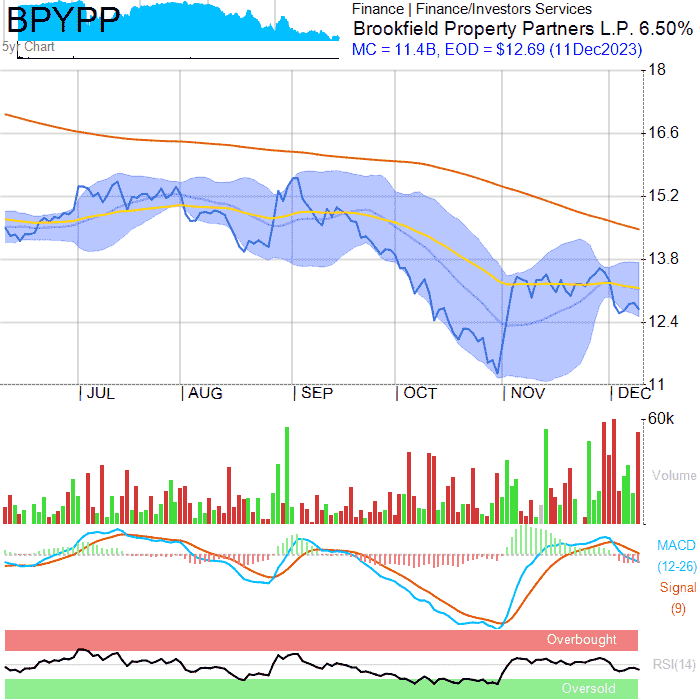 BPYPP
5yr Chart
Finance | Finance/Investors Services
Brookfield Property Partners L.P. 6.50%
MC = 11.4B, EOD = $12.69 (11Dec2023)
18
16.6
15.2
13.8
12.4
11
| JUL | AUG | SEP | OCT | NOV | DEC
60k
Volume
MACD
(12-26)
Signal
(9)
Overbought
RSI(14)
Oversold